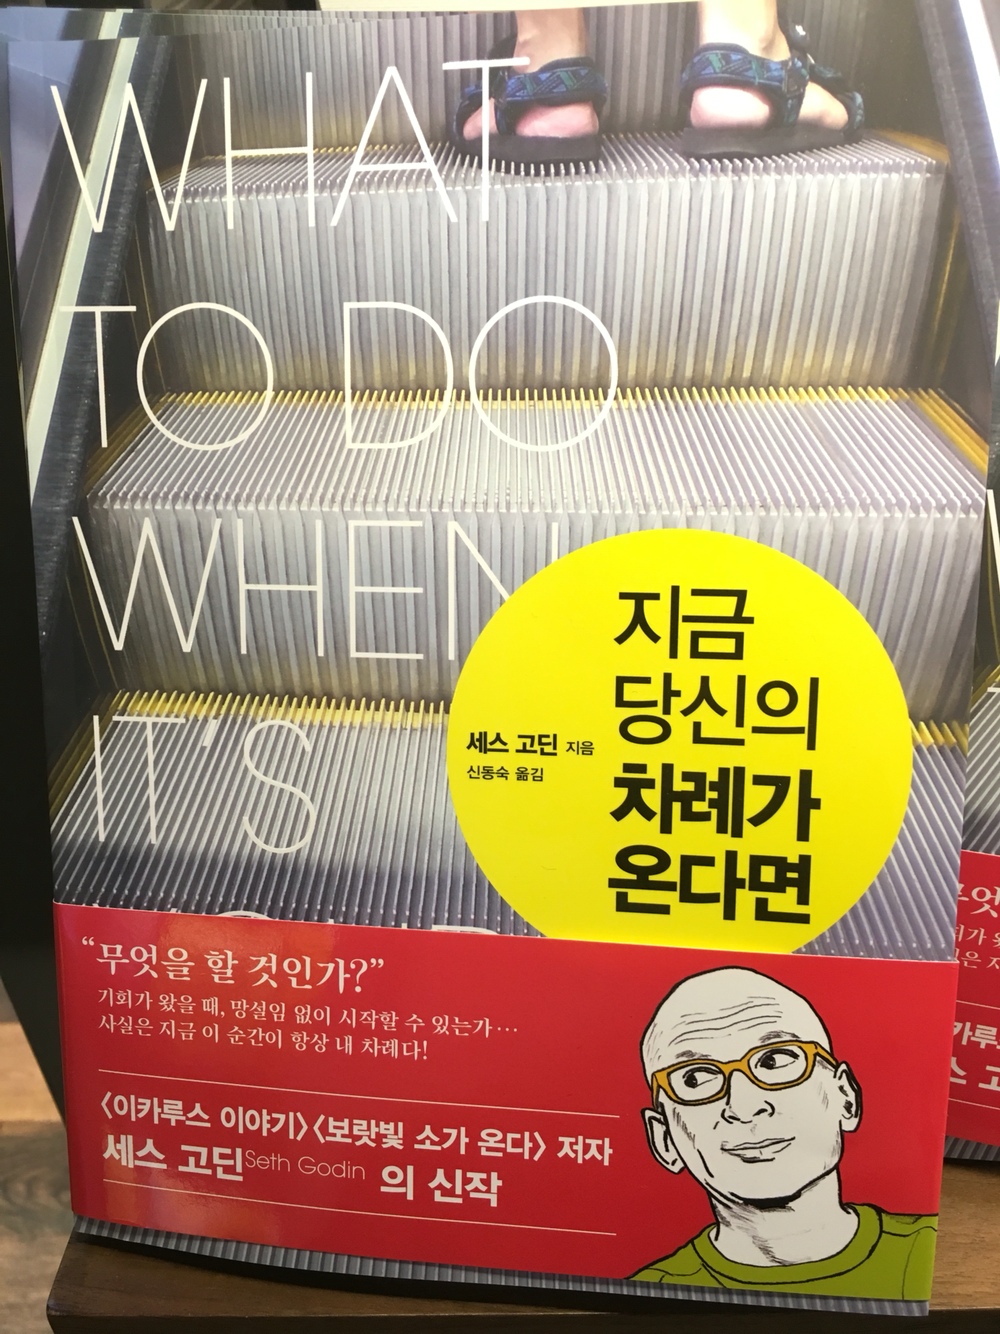 WHAT
TO DO
WHEN
IT'S
지금
당신의
차례가
온다면
세스 고딘 지음
신동숙 옮김
“무엇을 할 것인가?”
기회가 왔을 때, 망설임 없이 시작할 수 있는가…
사실은 지금 이 순간이 항상 내 차례다!
〈이카루스 이야기〉〈보랏빛 소가 온다〉 저자
세스 고딘 Seth Godin 의 신작